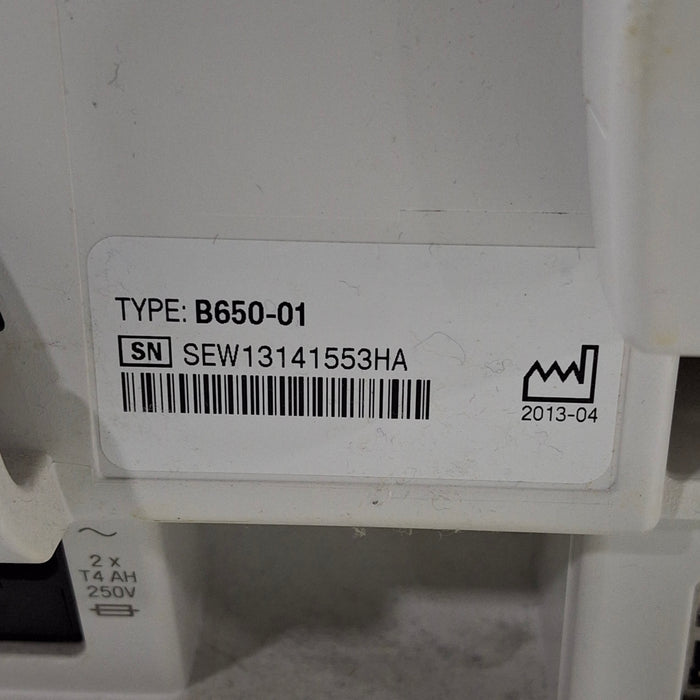 TYPE: B650-01
SN SEW13141553HA
2013-04
2 x
T4 AH
250V